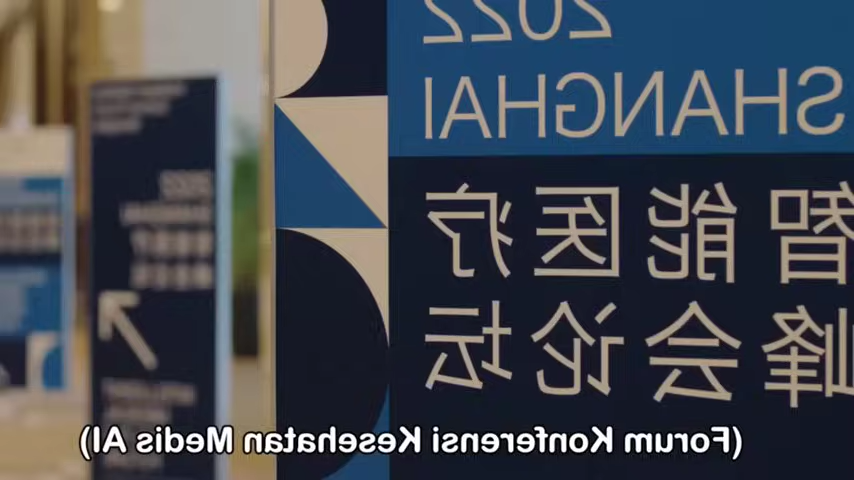 2022
SHANGHAI
智能医疗
峰会论坛
(Forum Konferensi Kesehatan Medis AI)